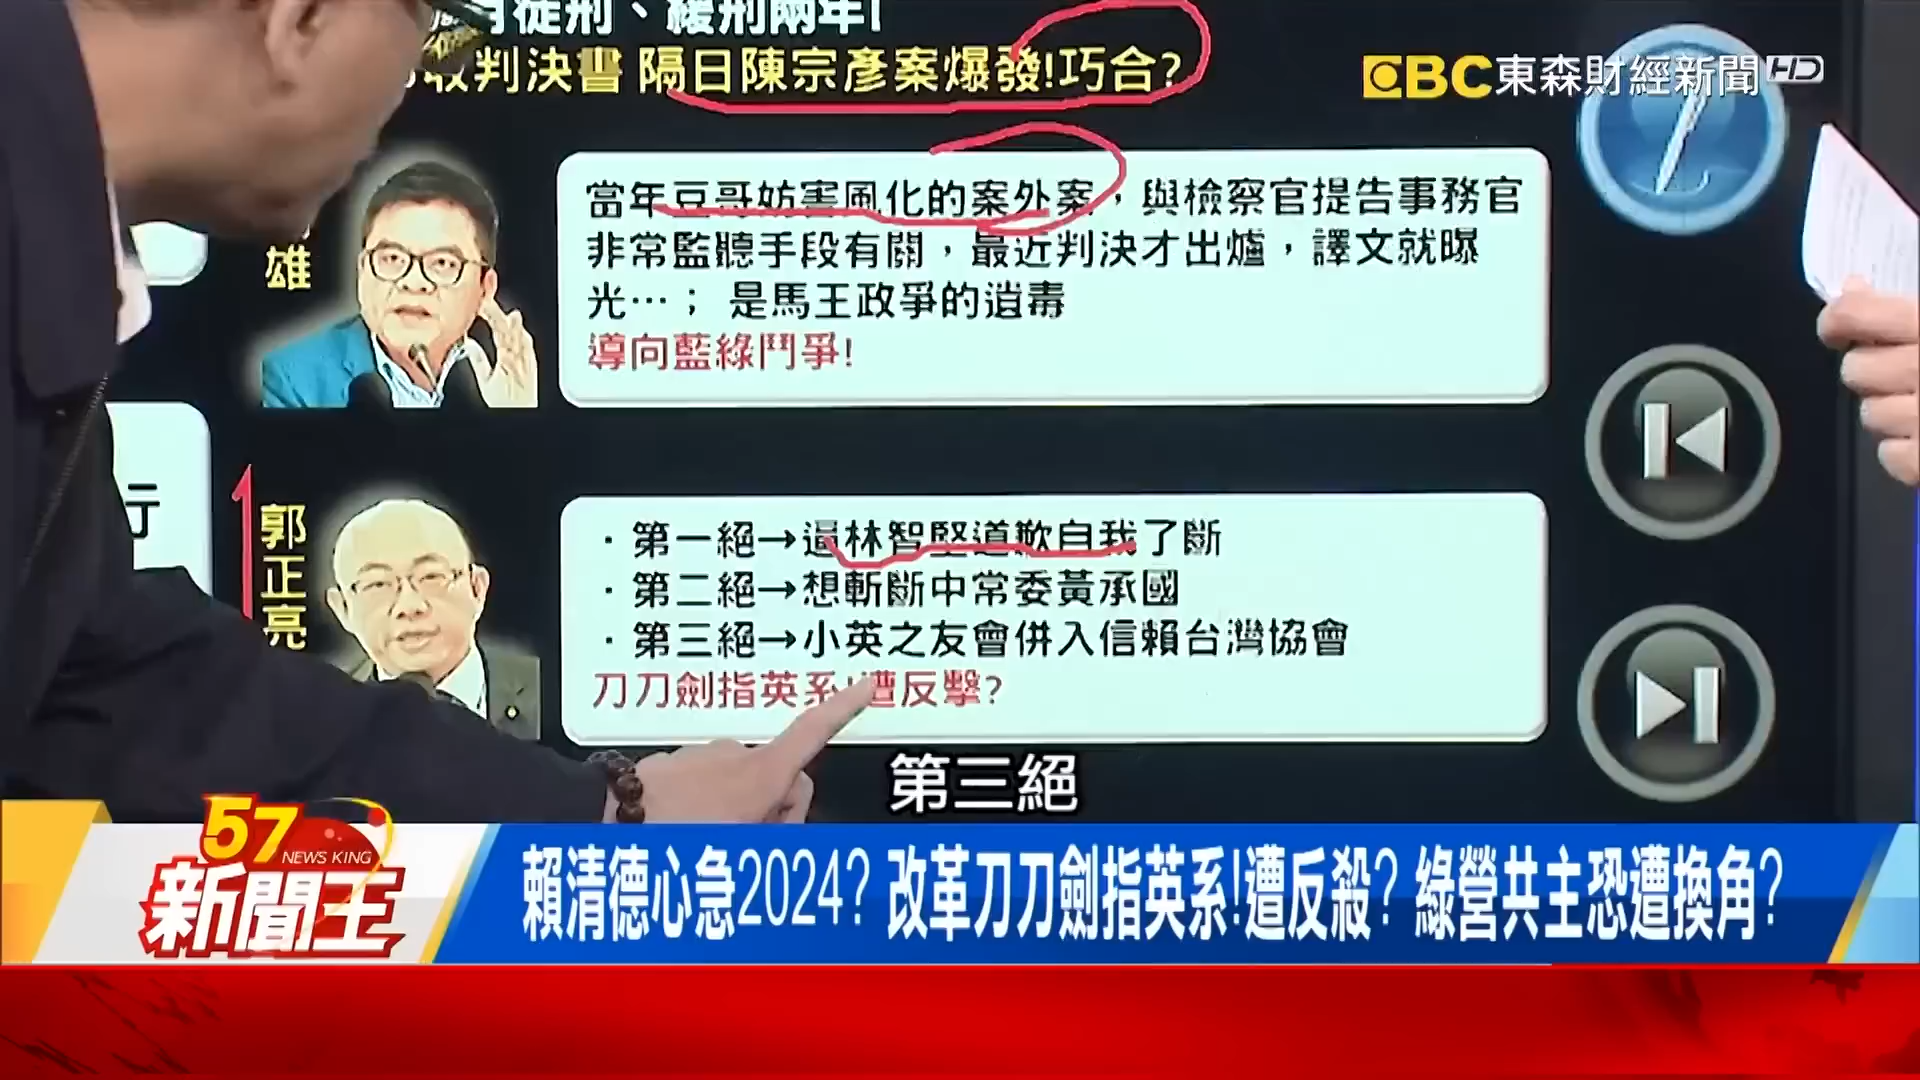 月徒刑、緩刑兩年!
收判決書 隔日陳宗彥案爆發!巧合?
EBC東森財經新聞HD
雄
當年豆哥妨害風化的案外案，與檢察官提告事務官
非常監聽手段有關，最近判決才出爐，譯文就曝
光…； 是馬王政爭的遺毒
導向藍綠鬥爭!
行
郭正亮
．第一絕→逼林智堅道歉自我了斷
．第二絕→想斬斷中常委黃承國
．第三絕→小英之友會併入信賴台灣協會
刀刀劍指英系!遭反擊?
第三絕
57
NEWS KING
新聞王
賴清德心急2024? 改革刀刀劍指英系!遭反殺? 綠營共主恐遭換角?